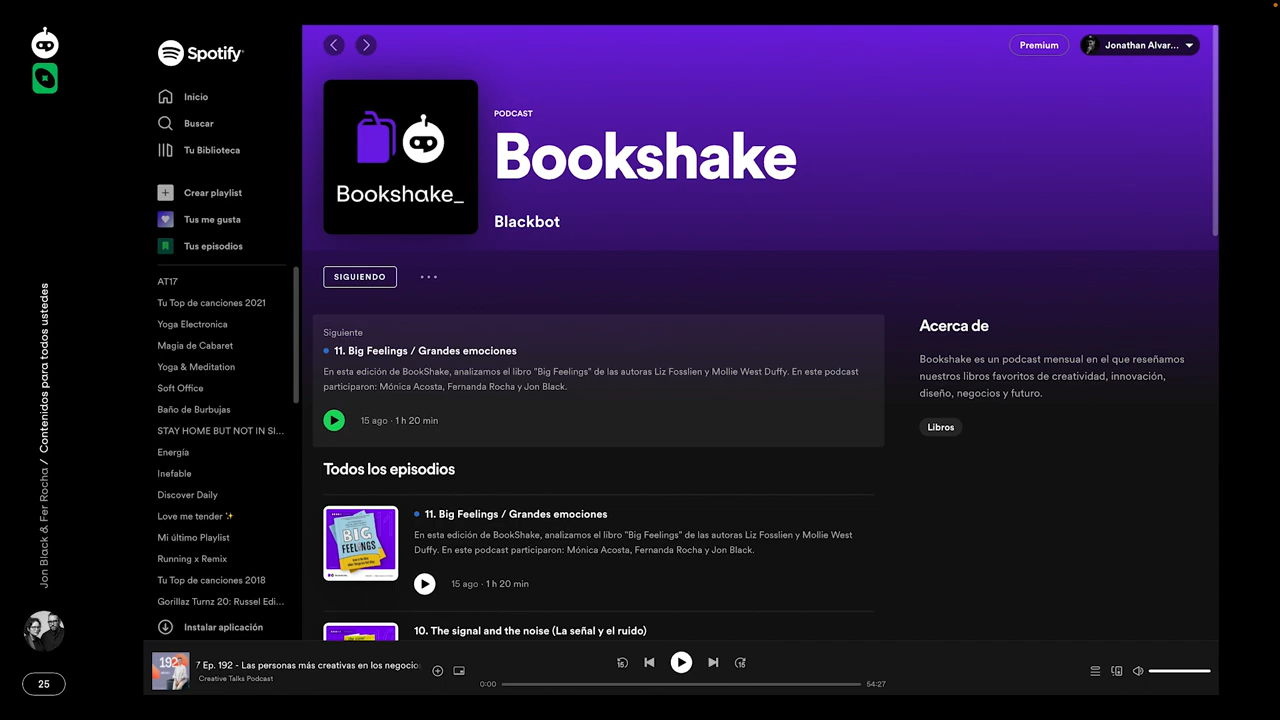 Spotify
Inicio
Buscar
Tu Biblioteca
Crear playlist
Tus me gusta
Tus episodios
AT17
Tu Top de canciones 2021
Yoga Electronica
Magia de Cabaret
Yoga & Meditation
Soft Office
Baño de Burbujas
STAY HOME BUT NOT IN SI...
Energía
Inefable
Discover Daily
Love me tender ✨
Mi último Playlist
Running x Remix
Tu Top de canciones 2018
Gorillaz Turnz 20: Russel Edi...
Instalar aplicación
Jon Black & Fer Rocha / Contenidos para todos ustedes
25
Premium
Jonathan Alvar...
Bookshake_
PODCAST
Bookshake
Blackbot
SIGUIENDO
Siguiente
11. Big Feelings / Grandes emociones
En esta edición de BookShake, analizamos el libro "Big Feelings" de las autoras Liz Fosslien y Mollie West Duffy. En este podcast
participaron: Mónica Acosta, Fernanda Rocha y Jon Black.
15 ago · 1 h 20 min
Acerca de
Bookshake es un podcast mensual en el que reseñamos
nuestros libros favoritos de creatividad, innovación,
diseño, negocios y futuro.
Libros
Todos los episodios
BIG
FEELINGS
11. Big Feelings / Grandes emociones
En esta edición de BookShake, analizamos el libro "Big Feelings" de las autoras Liz Fosslien y Mollie West
Duffy. En este podcast participaron: Mónica Acosta, Fernanda Rocha y Jon Black.
15 ago · 1 h 20 min
10. The signal and the noise (La señal y el ruido)
192
7 Ep. 192 - Las personas más creativas en los negocios
Creative Talks Podcast
15
15
0:00
54:27